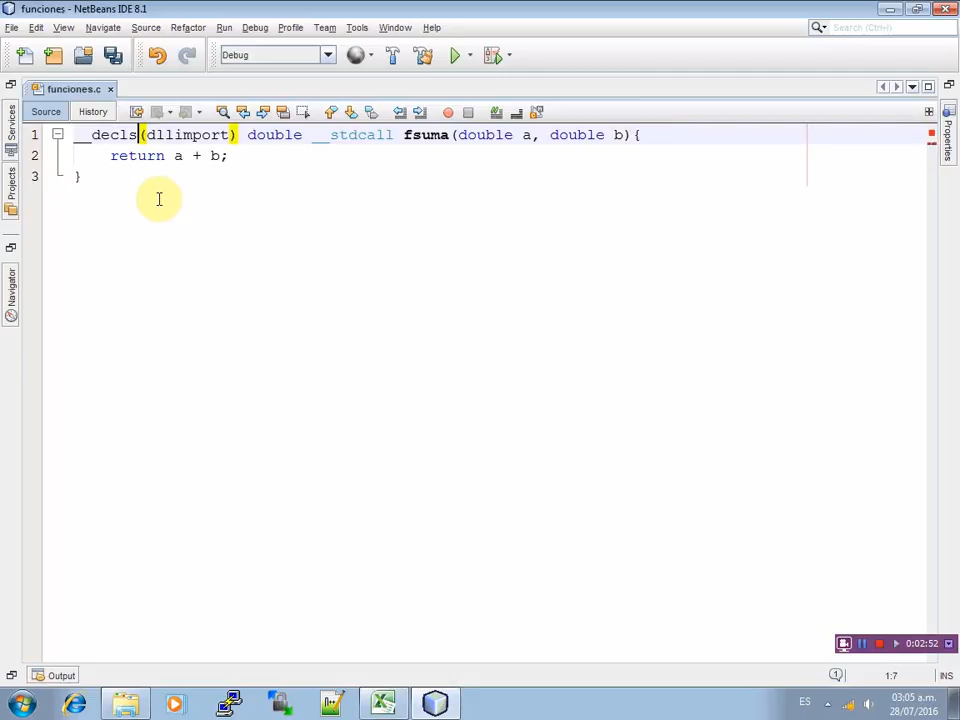 funciones - NetBeans IDE 8.1
File Edit View Navigate Source Refactor Run Debug Profile Team Tools Window Help
Search (Ctrl+I)
Debug
funciones.c
Source History
1 __decls(dllimport) double __stdcall fsuma(double a, double b){
2 return a + b;
3 }
Services
Projects
Navigator
Properties
0:02:52
Output
1
1:7
INS
ES
03:05 a.m.
28/07/2016